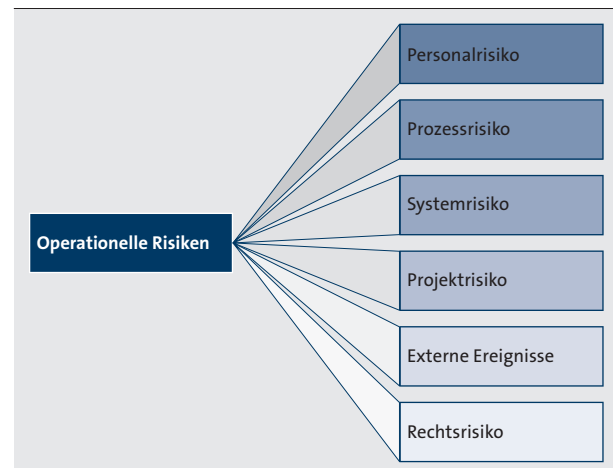 Personalrisiko
Prozessrisiko
Systemrisiko
Operationelle Risiken
Projektrisiko
Externe Ereignisse
Rechtsrisiko